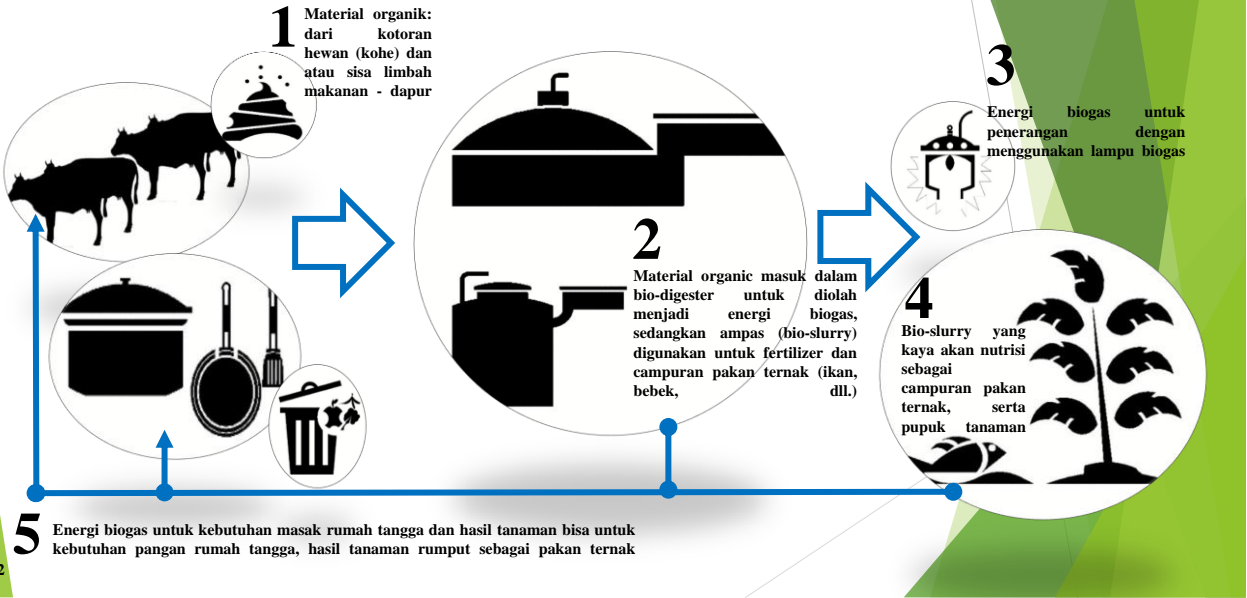 1
Material organik:
dari kotoran
hewan (kohe) dan
atau sisa limbah
makanan - dapur
2
Material organic masuk dalam
bio-digester untuk diolah
menjadi energi biogas,
sedangkan ampas (bio-slurry)
digunakan untuk fertilizer dan
campuran pakan ternak (ikan,
bebek, dll.)
3
Energi biogas untuk
penerangan dengan
menggunakan lampu biogas
4
Bio-slurry yang
kaya akan nutrisi
sebagai
campuran pakan
ternak, serta
pupuk tanaman
5
Energi biogas untuk kebutuhan masak rumah tangga dan hasil tanaman bisa untuk
kebutuhan pangan rumah tangga, hasil tanaman rumput sebagai pakan ternak
2